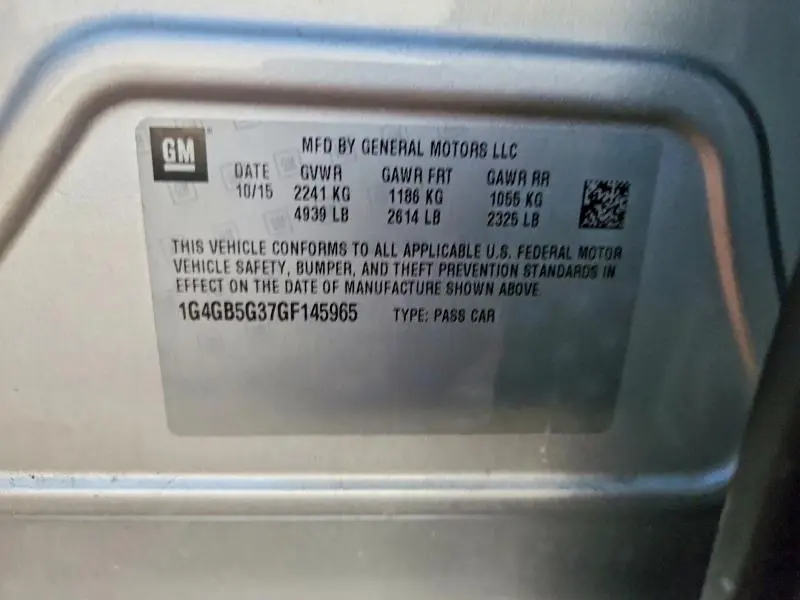 GM
MFD BY GENERAL MOTORS LLC
DATE GVWR GAWR FRT GAWR RR
10/15 2241 KG 1186 KG 1055 KG
4939 LB 2614 LB 2325 LB
THIS VEHICLE CONFORMS TO ALL APPLICABLE U.S. FEDERAL MOTOR
VEHICLE SAFETY, BUMPER, AND THEFT PREVENTION STANDARDS IN
EFFECT ON THE DATE OF MANUFACTURE SHOWN ABOVE.
1G4GB5G37GF145965 TYPE: PASS CAR